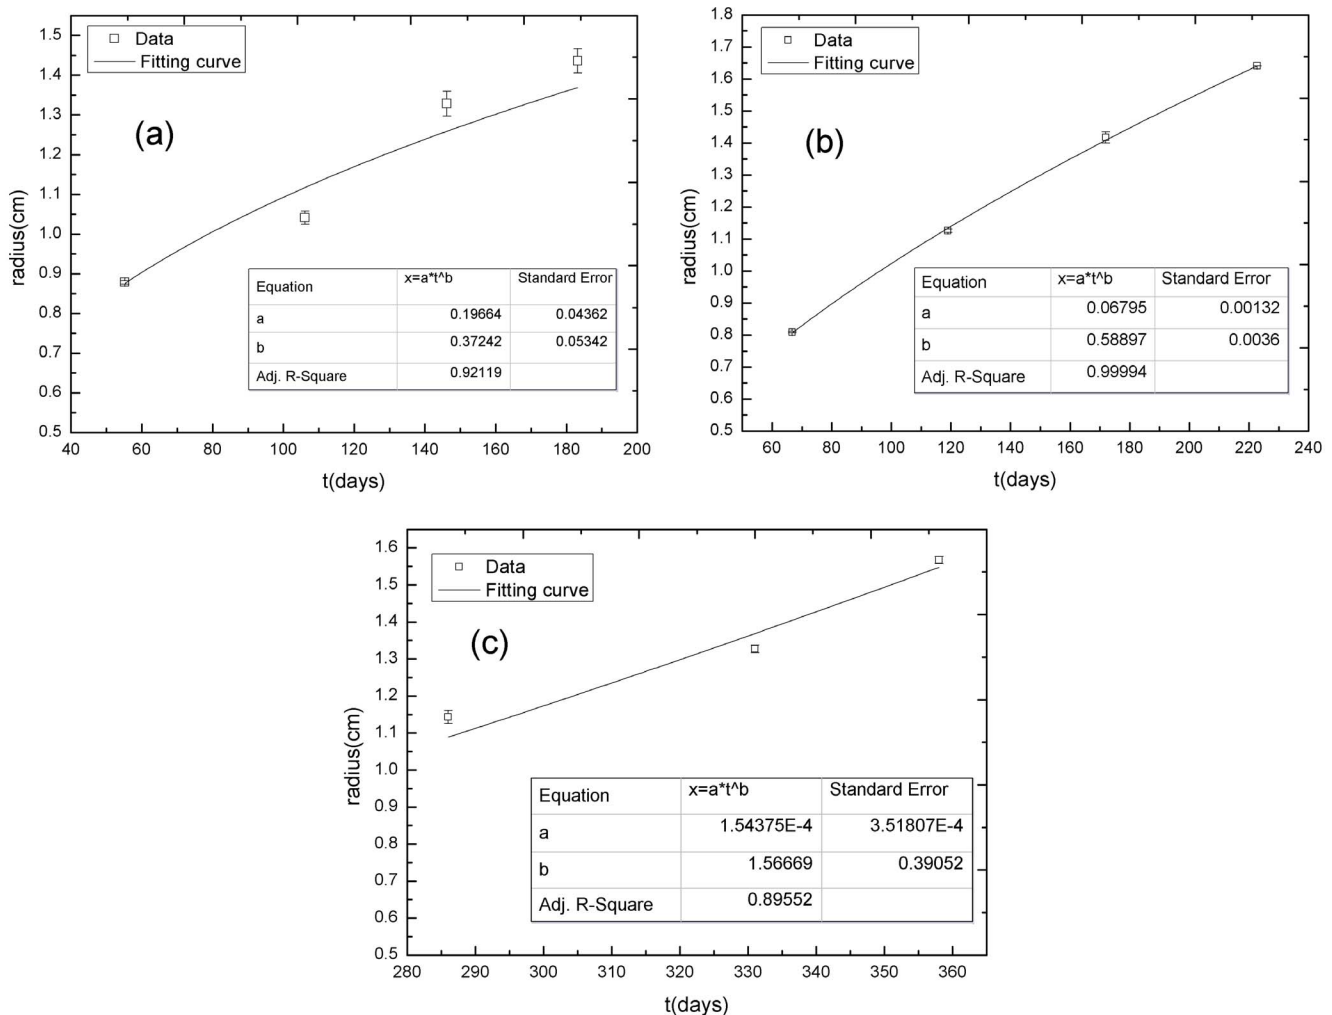 Data
Fitting curve
(a)
radius(cm)
1.5
1.4
1.3
1.2
1.1
1.0
0.9
0.8
0.7
0.6
0.5
Equation x=a*t^b Standard Error
a 0.19664 0.04362
b 0.37242 0.05342
Adj. R-Square 0.92119
40 60 80 100 120 140 160 180 200
t(days)
Data
Fitting curve
(b)
radius(cm)
1.8
1.7
1.6
1.5
1.4
1.3
1.2
1.1
1.0
0.9
0.8
0.7
0.6
0.5
Equation x=a*t^b Standard Error
a 0.06795 0.00132
b 0.58897 0.0036
Adj. R-Square 0.99994
60 80 100 120 140 160 180 200 220 240
t(days)
Data
Fitting curve
(c)
radius(cm)
1.6
1.5
1.4
1.3
1.2
1.1
1.0
0.9
0.8
0.7
0.6
0.5
Equation x=a*t^b Standard Error
a 1.54375E-4 3.51807E-4
b 1.56669 0.39052
Adj. R-Square 0.89552
280 290 300 310 320 330 340 350 360
t(days)